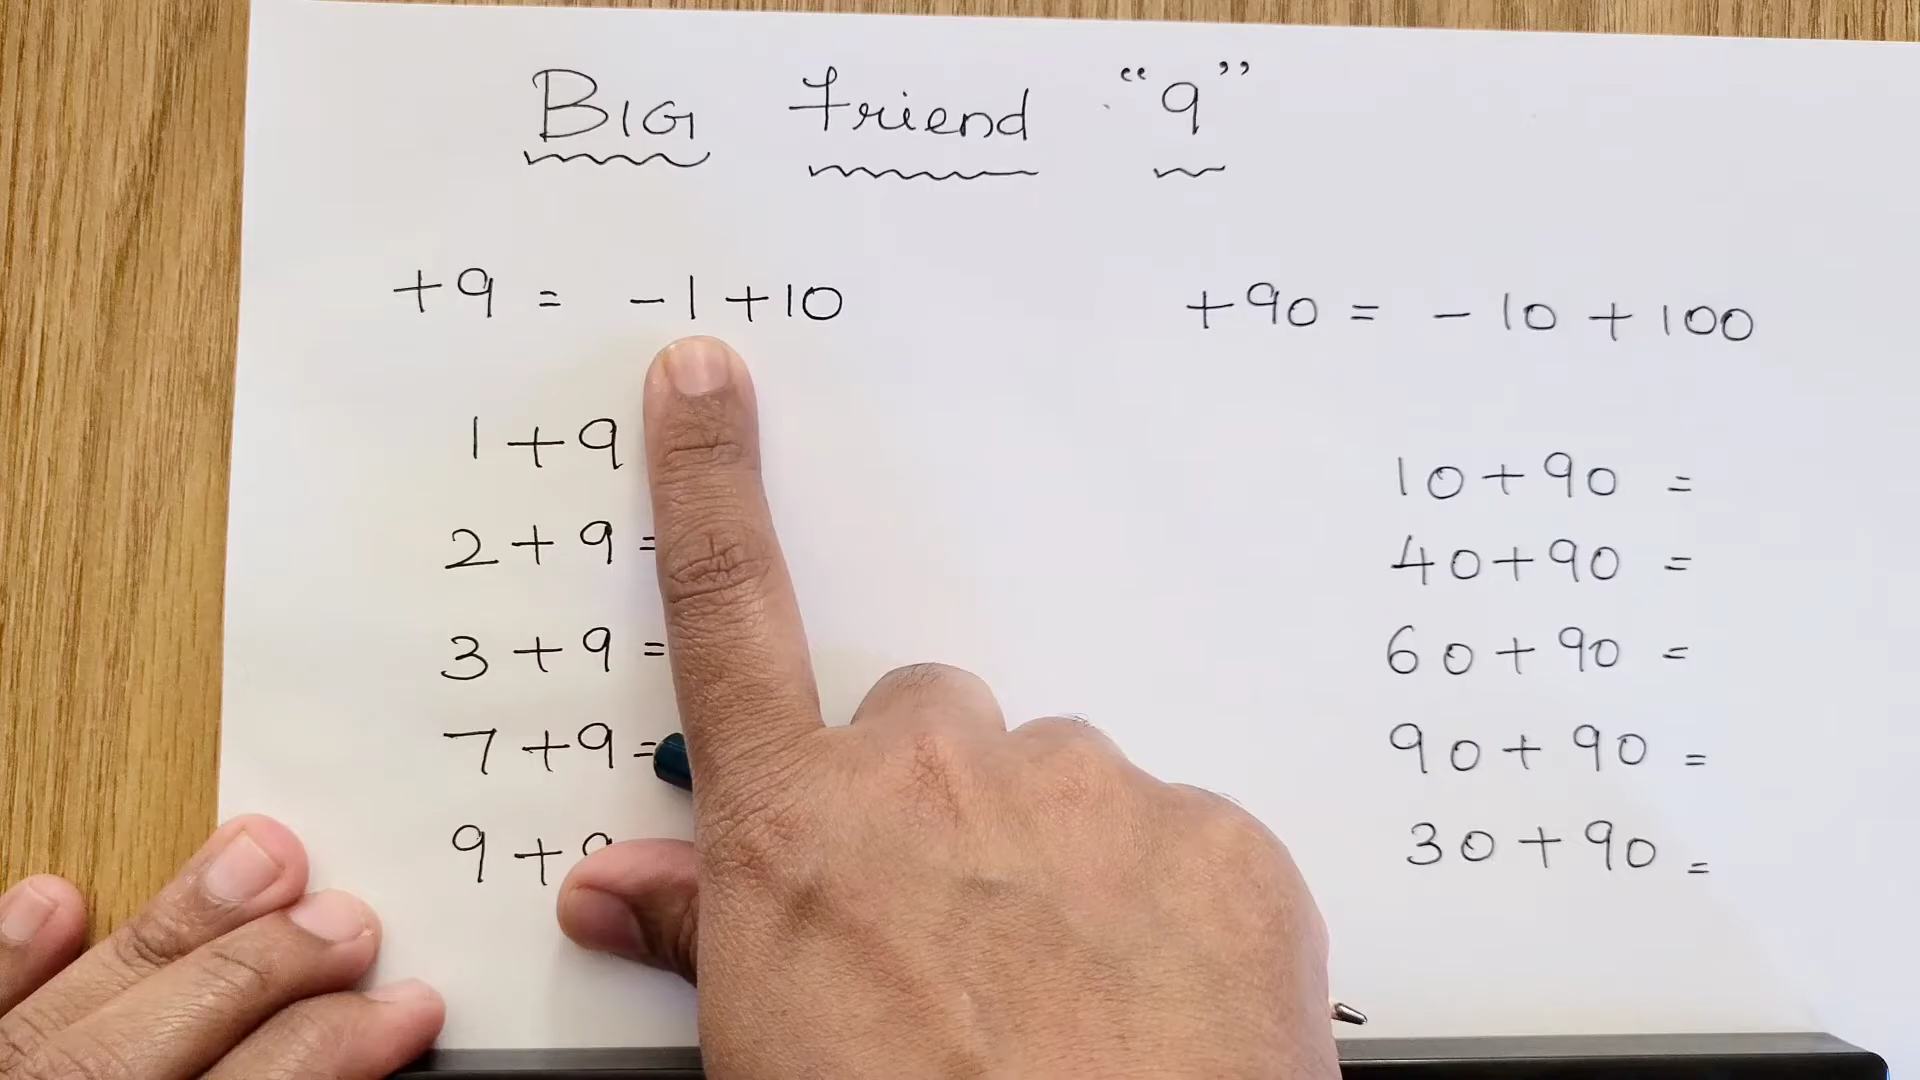 BIG Friend "9"
+9 = -1 +10
1 + 9
2 + 9 =
3 + 9 =
7 + 9 =
9 + 9
+90 = - 10 + 100
10 + 90 =
40 + 90 =
60 + 90 =
90 + 90 =
30 + 90 =